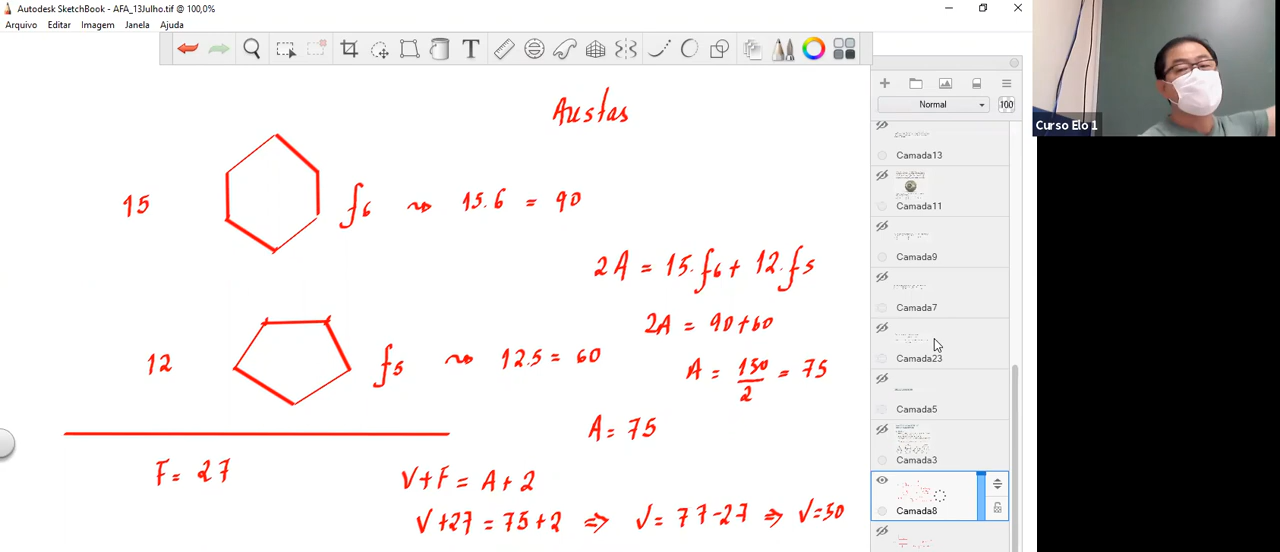 Autodesk SketchBook - AFA_13Julho.tif @ 100,0%
Arquivo Editar Imagem Janela Ajuda
T
Normal
100
Camada13
Camada11
Camada9
Camada7
Camada23
Camada5
Camada3
Camada8
Curso Elo 1
Austas
15
f6 ⤳ 15.6 = 90
2A = 15.f6 + 12.f5
2A = 90+60
12
f5 ⤳ 12.5 = 60
A = 150/2 = 75
A = 75
F = 27
V+F = A+2
V+27 = 75+2 ⇒ V = 77-27 ⇒ V=50